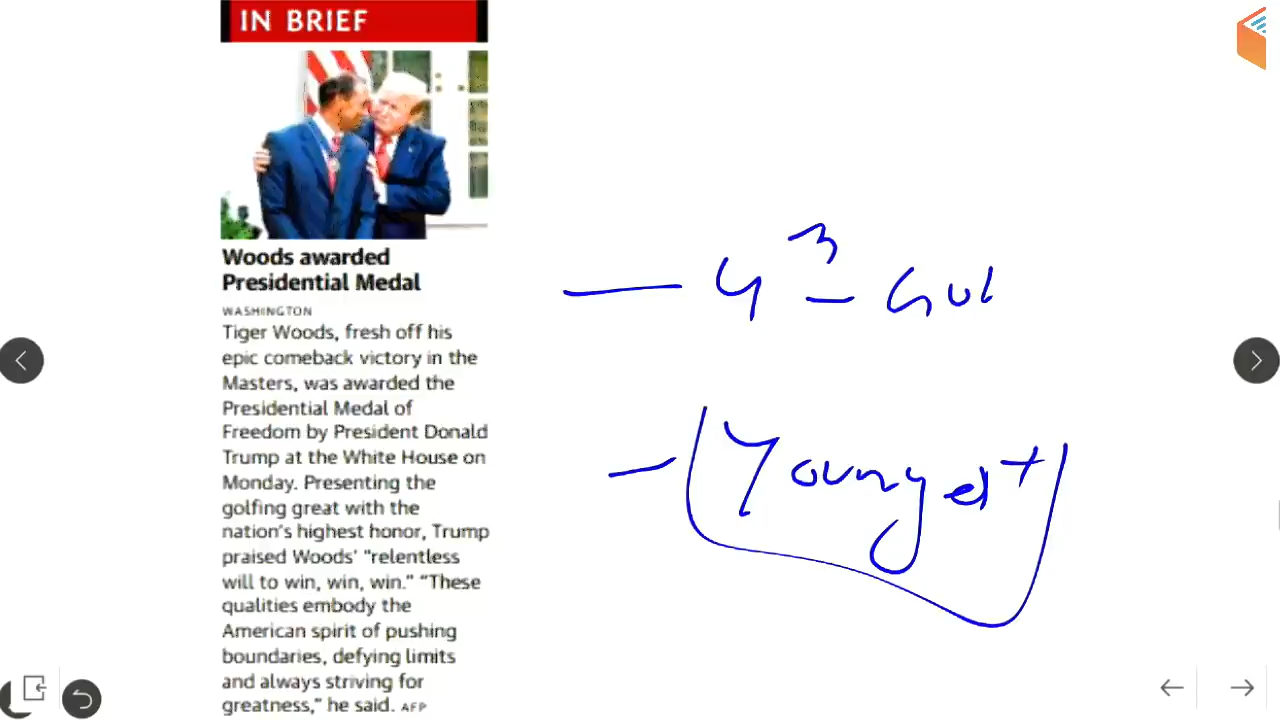 IN BRIEF
Woods awarded
Presidential Medal
WASHINGTON
Tiger Woods, fresh off his
epic comeback victory in the
Masters, was awarded the
Presidential Medal of
Freedom by President Donald
Trump at the White House on
Monday. Presenting the
golfing great with the
nation's highest honor, Trump
praised Woods' "relentless
will to win, win, win." "These
qualities embody the
American spirit of pushing
boundaries, defying limits
and always striving for
greatness," he said. AFP
Youngest